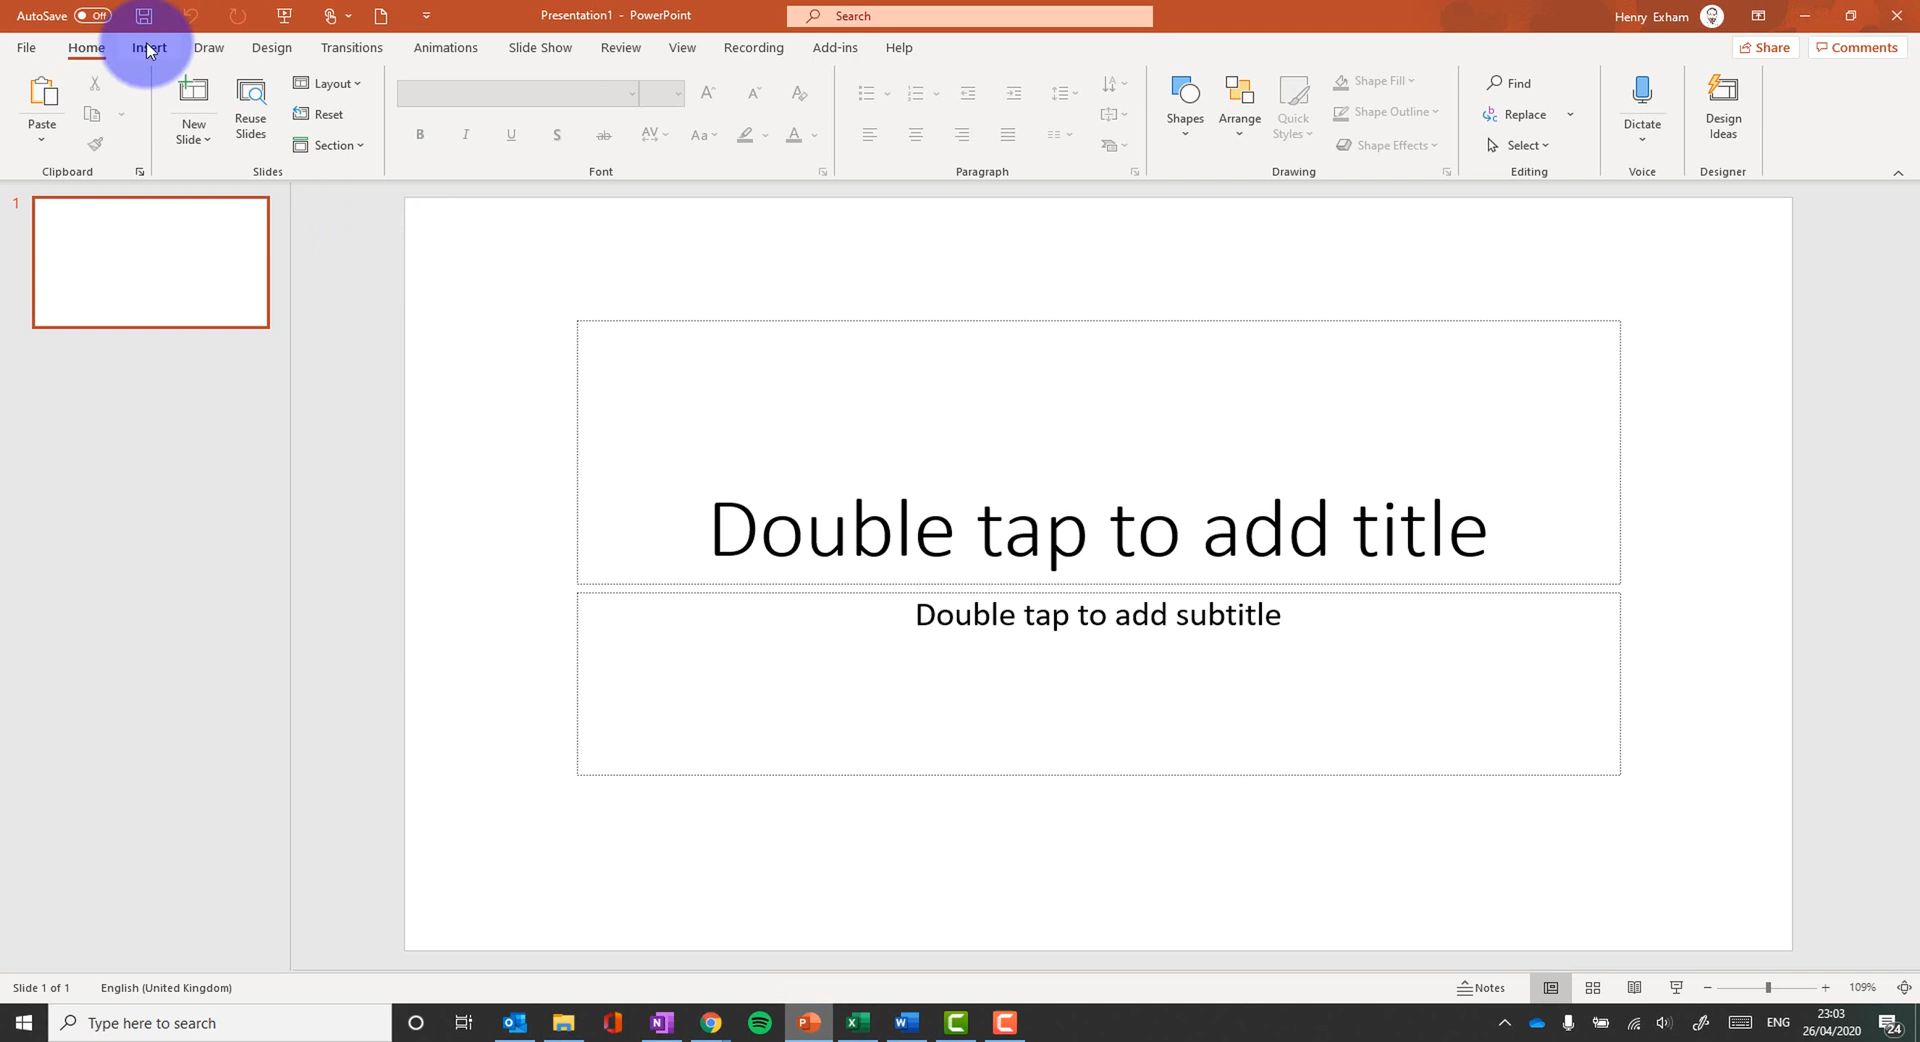 AutoSave Off Presentation1 - PowerPoint Search Henry Exham
File Home Insert Draw Design Transitions Animations Slide Show Review View Recording Add-ins Help Share Comments
Paste New Slide Reuse Slides Layout Reset Section
B I U S ab AV Aa A
Shapes Arrange Quick Styles Shape Fill Shape Outline Shape Effects
Find Replace Select Dictate Design Ideas
Clipboard Slides Font Paragraph Drawing Editing Voice Designer
1
Double tap to add title
Double tap to add subtitle
Slide 1 of 1 English (United Kingdom) Notes 109%
Type here to search ENG 23:03
26/04/2020 24